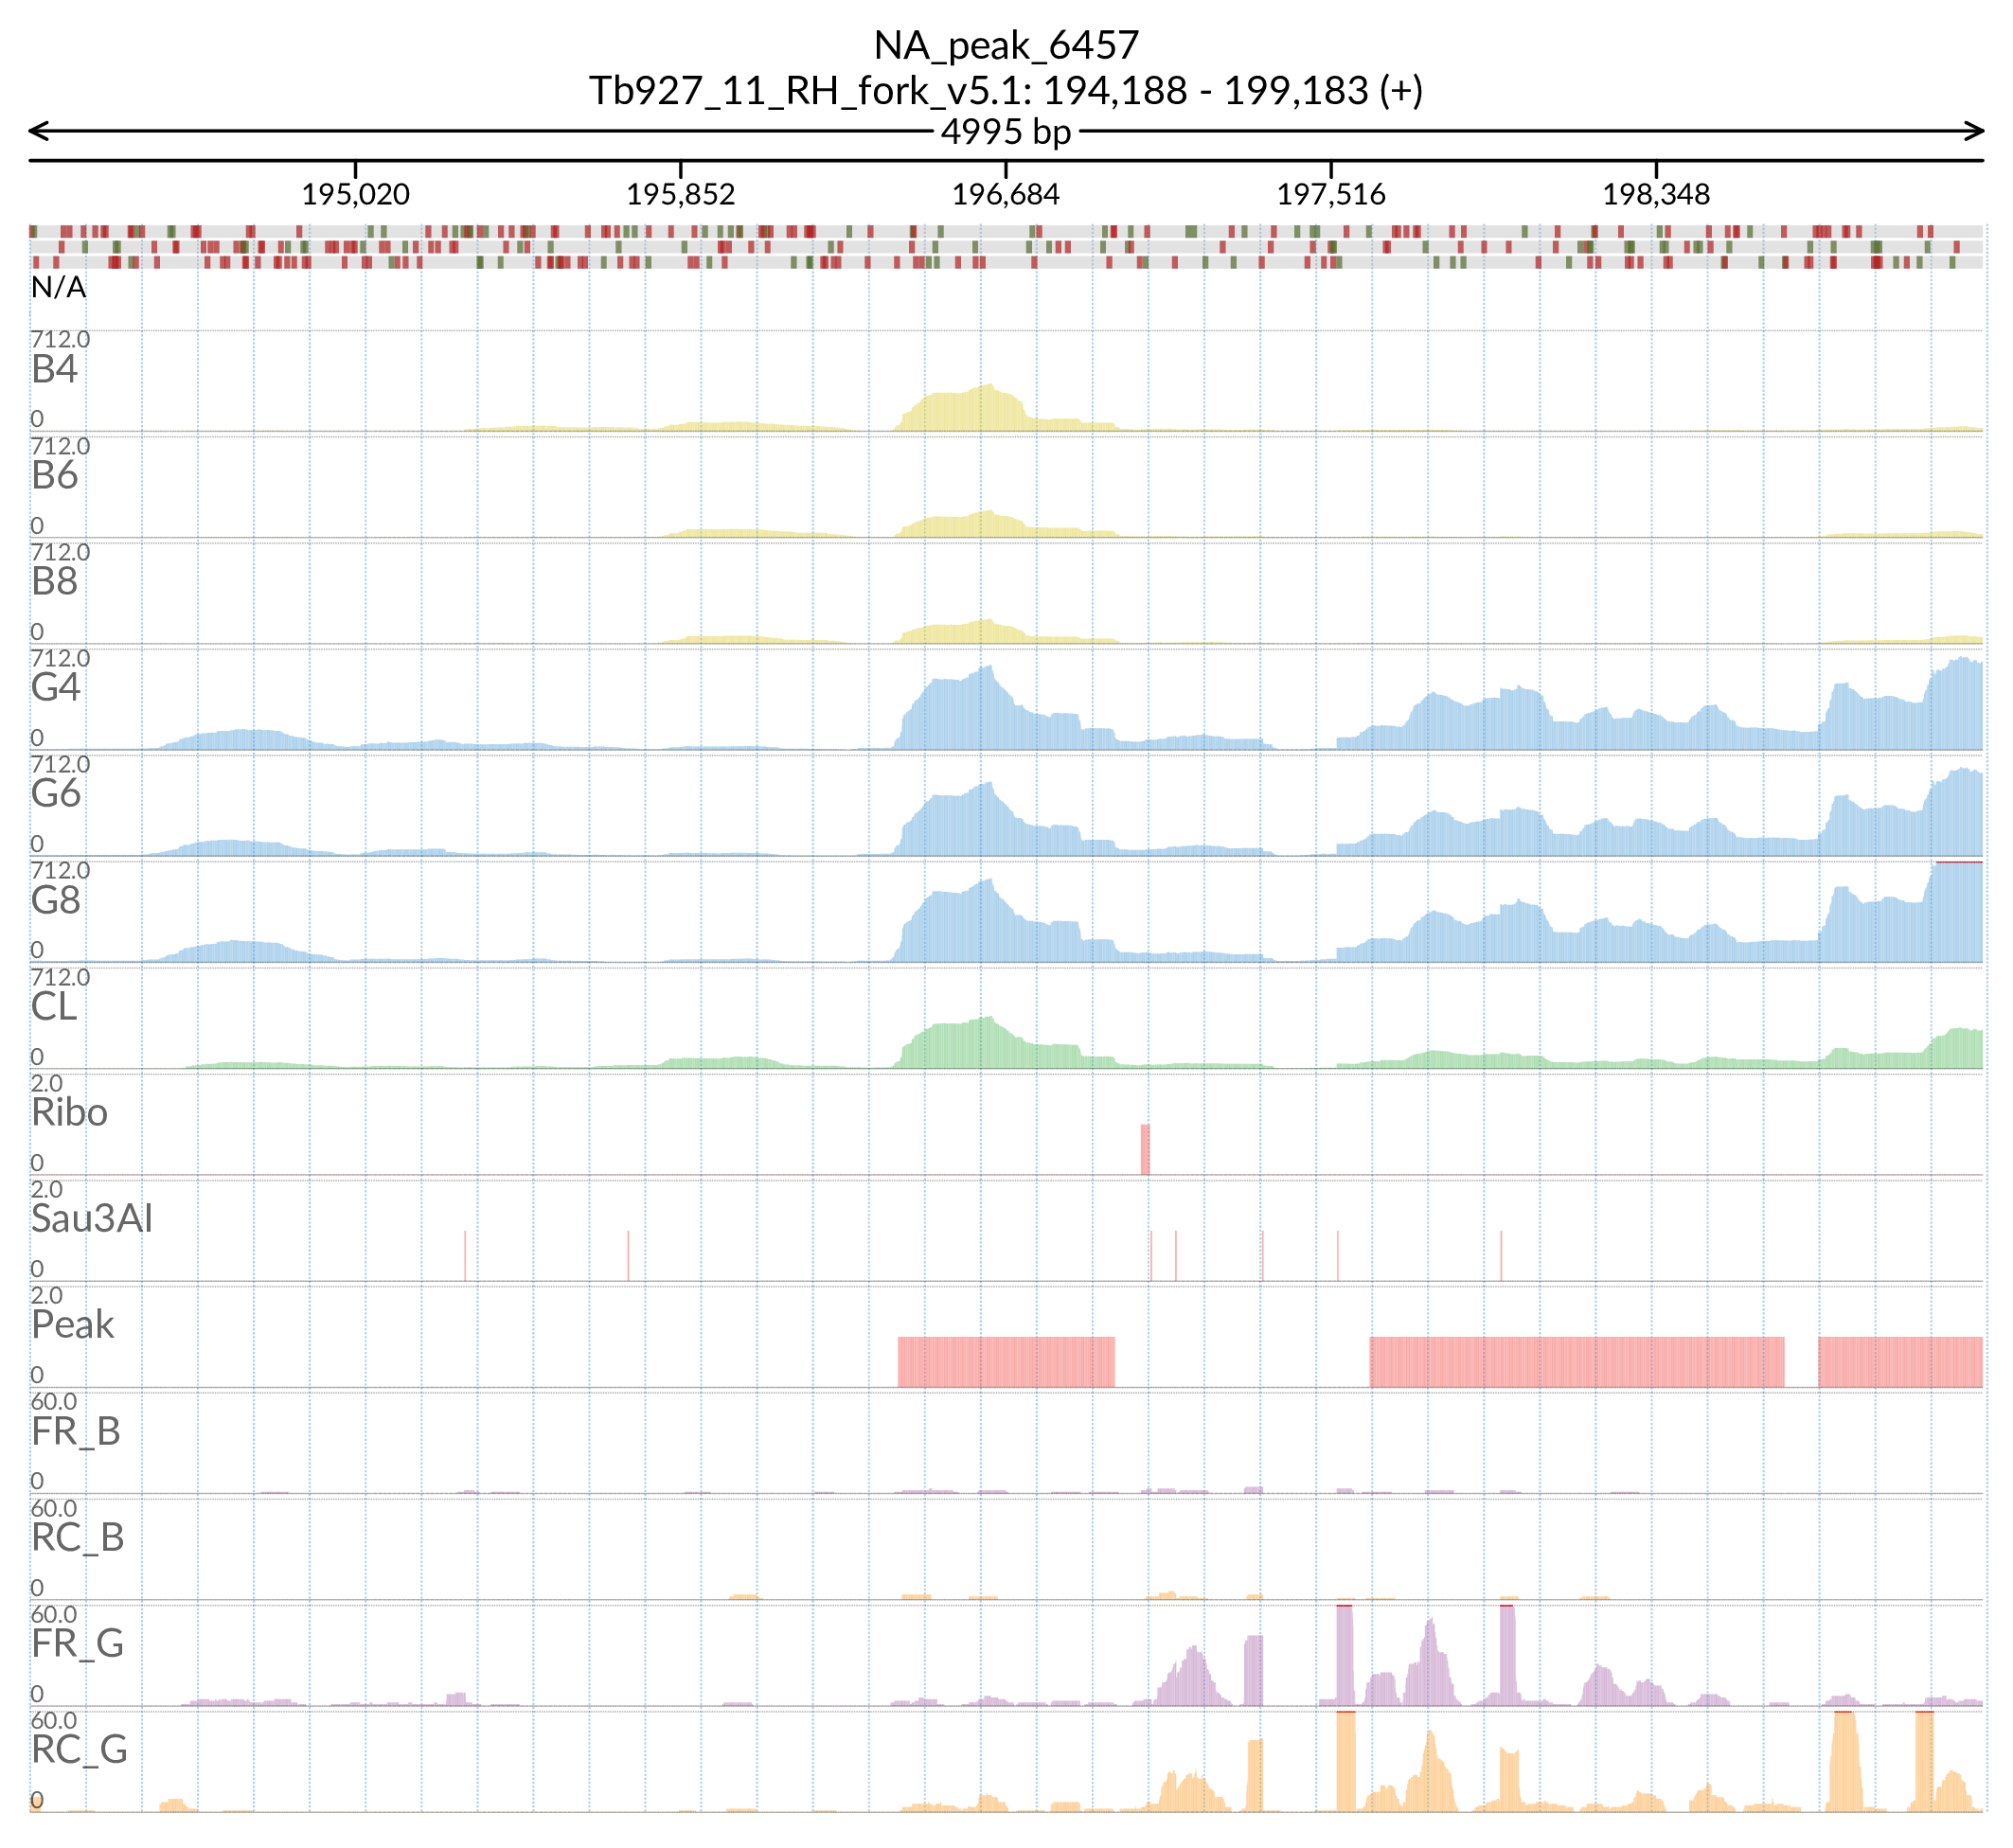 NA_peak_6457
Tb927_11_RH_fork_v5.1: 194,188 - 199,183 (+)
4995 bp
195,020 195,852 196,684 197,516 198,348
N/A
712.0
B4
0
712.0
B6
0
712.0
B8
0
712.0
G4
0
712.0
G6
0
712.0
G8
0
712.0
CL
0
2.0
Ribo
0
2.0
Sau3AI
0
2.0
Peak
0
60.0
FR_B
0
60.0
RC_B
0
60.0
FR_G
0
60.0
RC_G
0